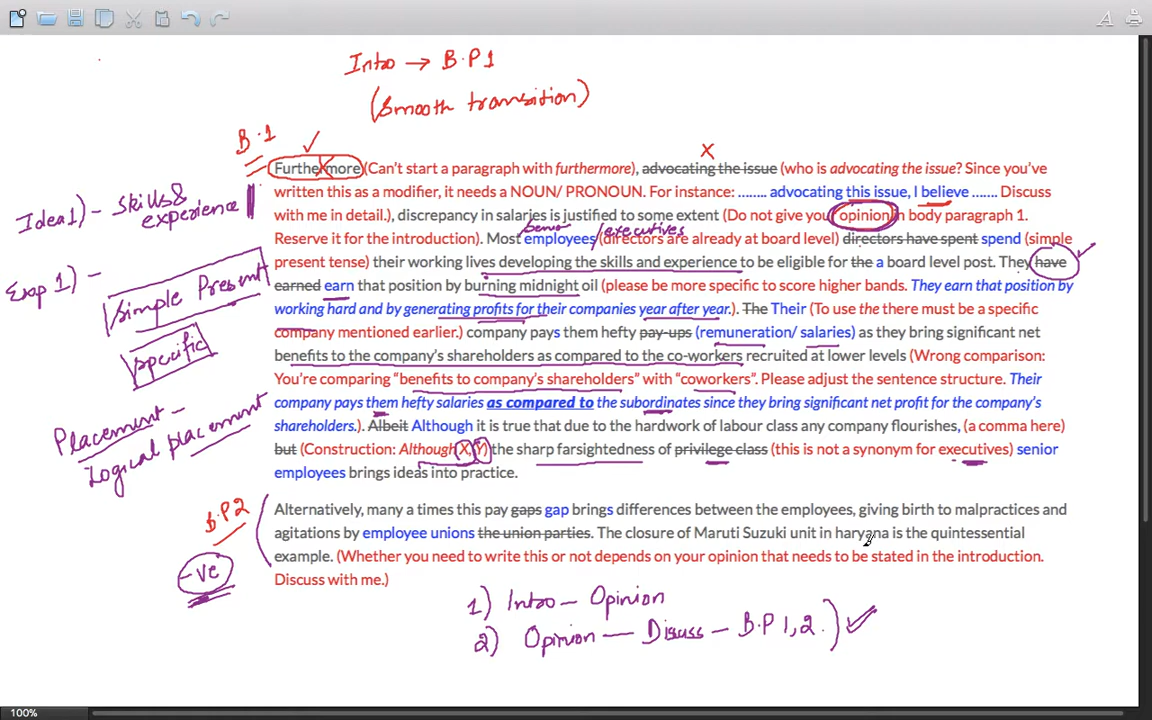 Intro → B.P1
(Smooth transition)
B.1
Furthermore (Can't start a paragraph with furthermore), advocating the issue (who is advocating the issue? Since you've
written this as a modifier, it needs a NOUN/ PRONOUN. For instance: ........ advocating this issue, I believe ....... Discuss
with me in detail.), discrepancy in salaries is justified to some extent (Do not give you opinion in body paragraph 1.
Reserve it for the introduction). Most senior employees/executives (directors are already at board level) directors have spent spend (simple
present tense) their working lives developing the skills and experience to be eligible for the a board level post. They have
earned earn that position by burning midnight oil (please be more specific to score higher bands. They earn that position by
working hard and by generating profits for their companies year after year.). The Their (To use the there must be a specific
company mentioned earlier.) company pays them hefty pay-ups (remuneration/ salaries) as they bring significant net
benefits to the company's shareholders as compared to the co-workers recruited at lower levels (Wrong comparison:
You're comparing "benefits to company's shareholders" with "coworkers". Please adjust the sentence structure. Their
company pays them hefty salaries as compared to the subordinates since they bring significant net profit for the company's
shareholders.). Albeit Although it is true that due to the hardwork of labour class any company flourishes, (a comma here)
but (Construction: Although X, Y) the sharp farsightedness of privilege class (this is not a synonym for executives) senior
employees brings ideas into practice.
Idea 1) - Skills & experience
Exap 1) -
Simple Present
specific
Placement -
Logical placement
B.P2
-ve
Alternatively, many a times this pay gaps gap brings differences between the employees, giving birth to malpractices and
agitations by employee unions the union parties. The closure of Maruti Suzuki unit in haryana is the quintessential
example. (Whether you need to write this or not depends on your opinion that needs to be stated in the introduction.
Discuss with me.)
1) Intro - Opinion
2) Opinion — Discuss - B.P 1,2.)
100%